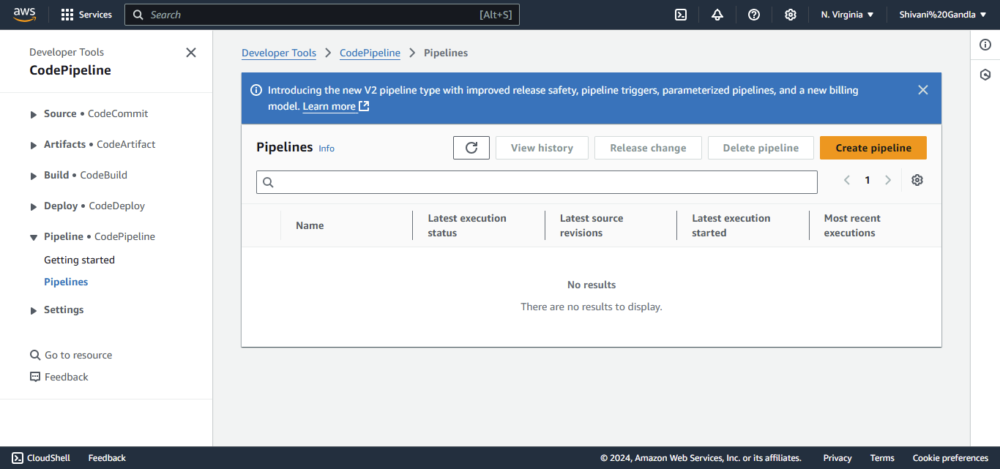 aws
Services
Search
[Alt+S]
N. Virginia
Shivani%20Gandla
Developer Tools
CodePipeline
Source • CodeCommit
Artifacts • CodeArtifact
Build • CodeBuild
Deploy • CodeDeploy
Pipeline • CodePipeline
Getting started
Pipelines
Settings
Go to resource
Feedback
Developer Tools
CodePipeline
Pipelines
Introducing the new V2 pipeline type with improved release safety, pipeline triggers, parameterized pipelines, and a new billing
model. Learn more
Pipelines Info
View history
Release change
Delete pipeline
Create pipeline
1
Name
Latest execution
status
Latest source
revisions
Latest execution
started
Most recent
executions
No results
There are no results to display.
CloudShell
Feedback
© 2024, Amazon Web Services, Inc. or its affiliates.
Privacy
Terms
Cookie preferences